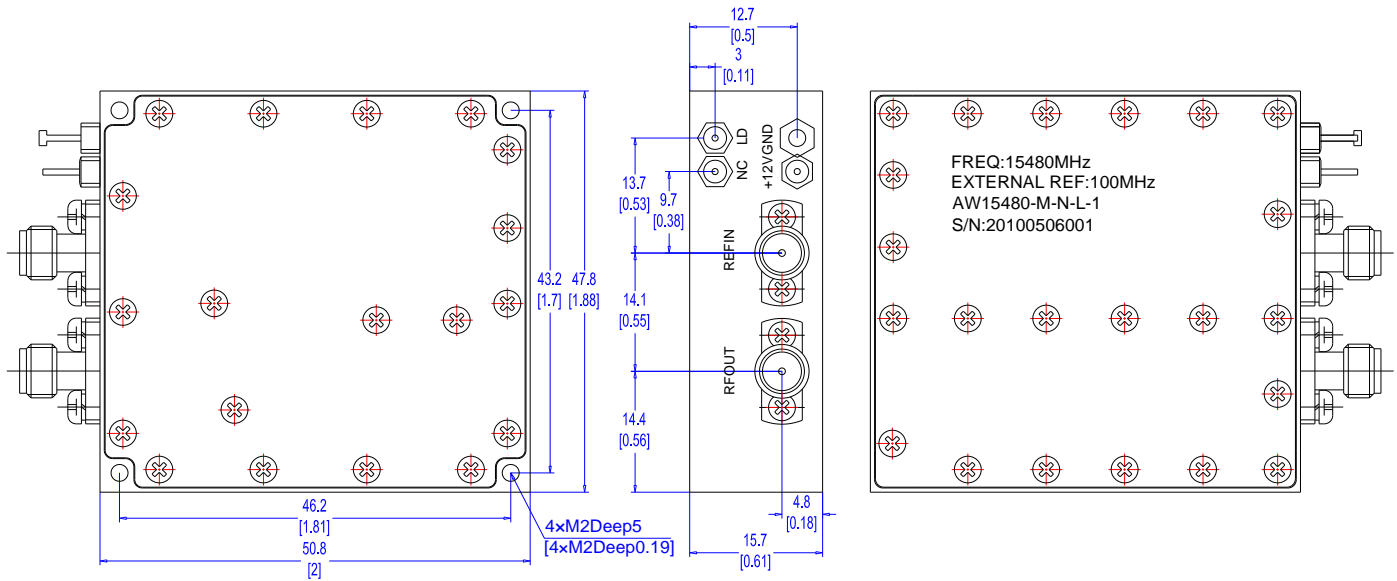 43.2
[1.7]
47.8
[1.88]
46.2
[1.81]
50.8
[2]
4×M2Deep5
[4×M2Deep0.19]
12.7
[0.5]
3
[0.11]
LD
NC
GND
+12V
13.7
[0.53]
9.7
[0.38]
REFIN
14.1
[0.55]
RFOUT
14.4
[0.56]
4.8
[0.18]
15.7
[0.61]
FREQ:15480MHz
EXTERNAL REF:100MHz
AW15480-M-N-L-1
S/N:20100506001